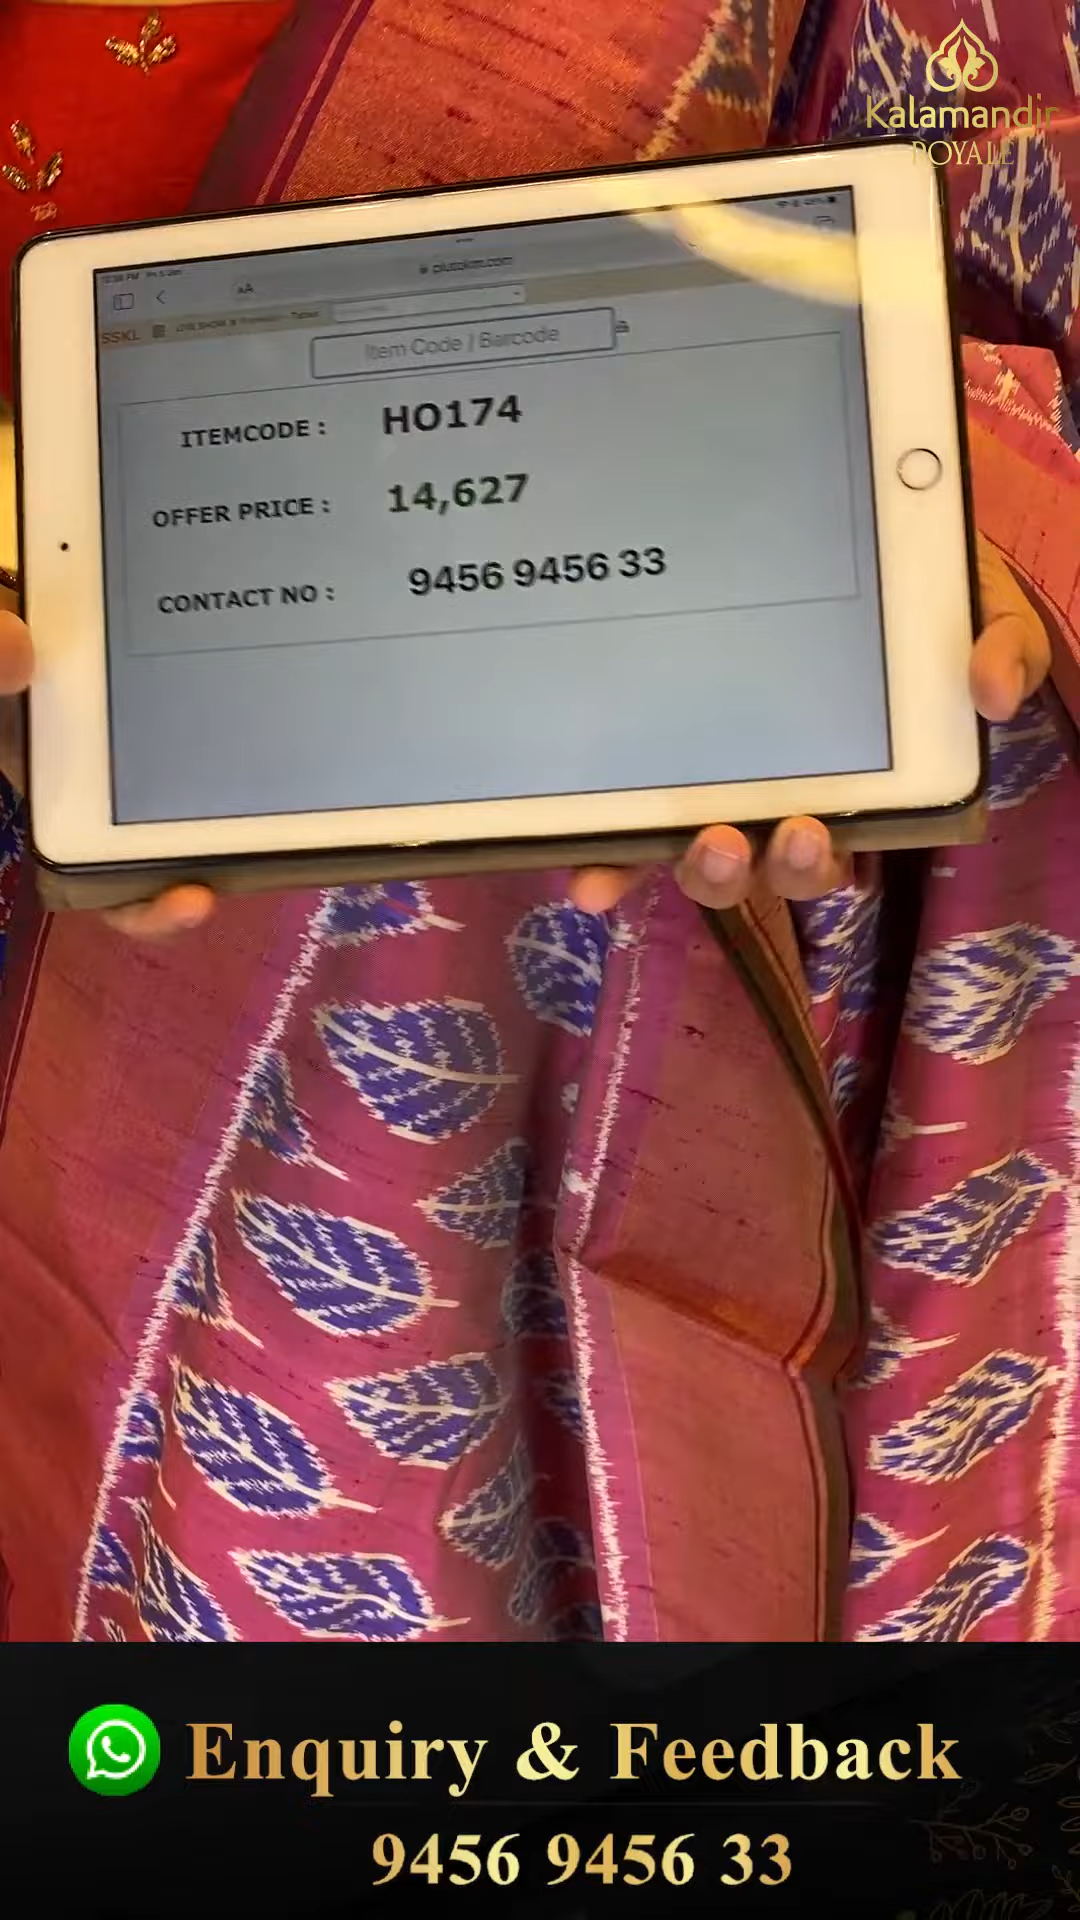 Kalamandir
ROYALE
SSKL
Item Code / Barcode
ITEMCODE : HO174
OFFER PRICE : 14,627
CONTACT NO : 9456 9456 33
Enquiry & Feedback
9456 9456 33